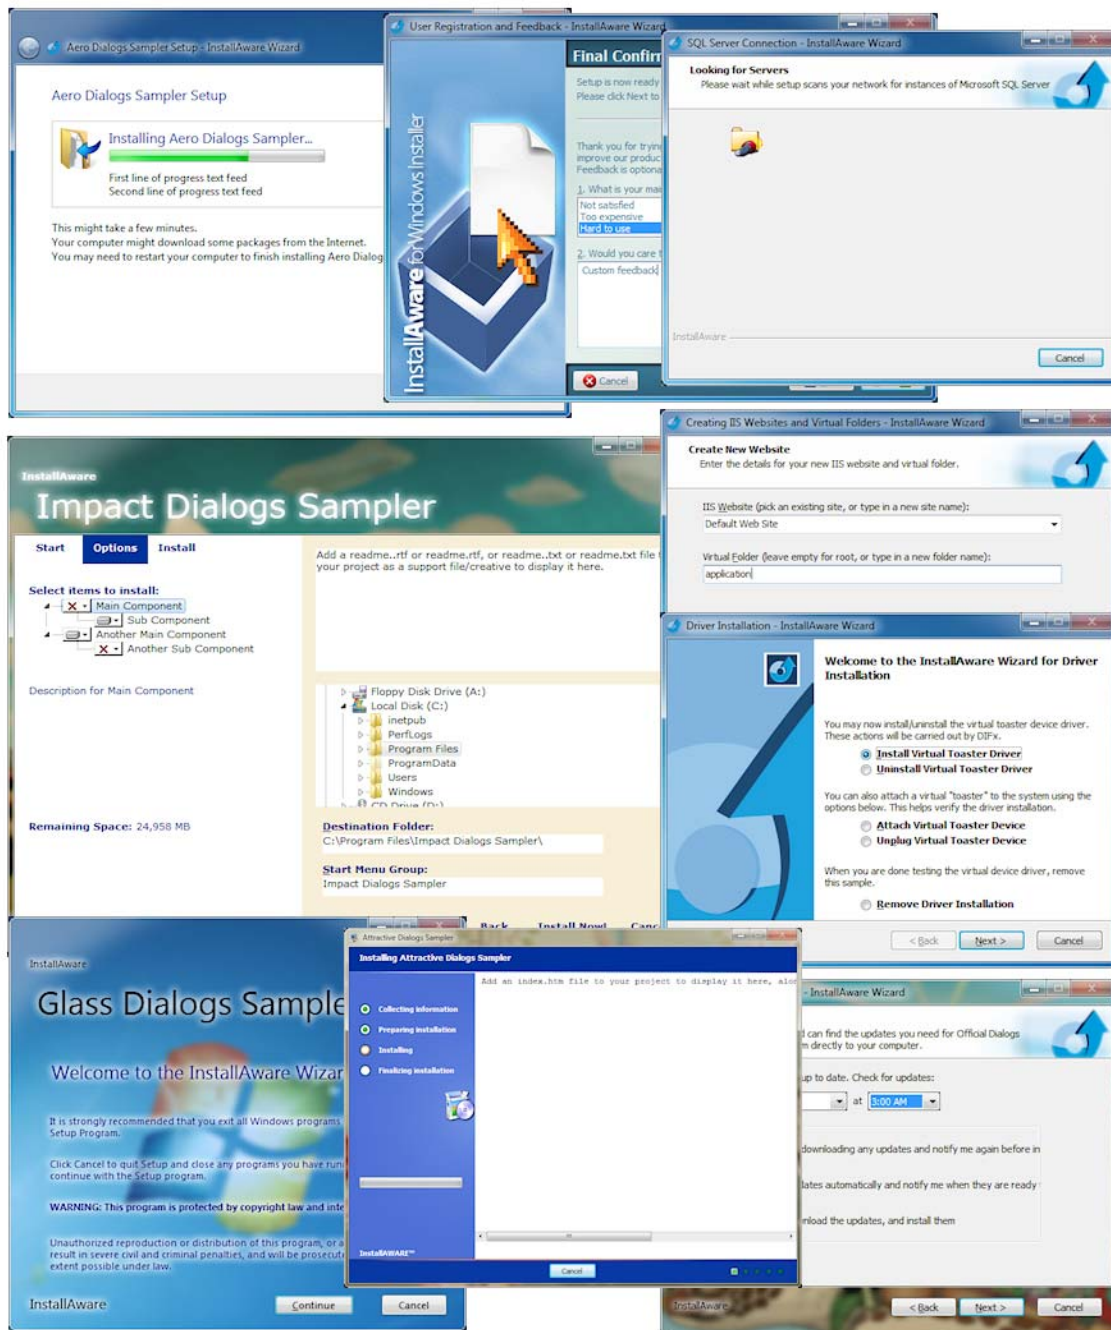 Aero Dialogs Sampler Setup - InstallAware Wizard
Aero Dialogs Sampler Setup
Installing Aero Dialogs Sampler...
First line of progress text feed
Second line of progress text feed
This might take a few minutes.
Your computer might download some packages from the Internet.
You may need to restart your computer to finish installing Aero Dialog
User Registration and Feedback - InstallAware Wizard
InstallAware for Windows Installer
Final Confirm
Setup is now ready
Please click Next to
Thank you for trying
improve our produc
Feedback is optiona
1. What is your mai
Not satisfied
Too expensive
Hard to use
2. Would you care t
Custom feedback
Cancel
SQL Server Connection - InstallAware Wizard
Looking for Servers
Please wait while setup scans your network for instances of Microsoft SQL Server
InstallAware
Cancel
InstallAware
Impact Dialogs Sampler
Start Options Install
Select items to install:
Main Component
Sub Component
Another Main Component
Another Sub Component
Description for Main Component
Remaining Space: 24,958 MB
Add a readme..rtf or readme.rtf, or readme..txt or readme.txt file t
your project as a support file/creative to display it here.
Floppy Disk Drive (A:)
Local Disk (C:)
inetpub
PerfLogs
Program Files
ProgramData
Users
Windows
CD Drive (D:)
Destination Folder:
C:\Program Files\Impact Dialogs Sampler\
Start Menu Group:
Impact Dialogs Sampler
Back Install Now! Canc
Creating IIS Websites and Virtual Folders - InstallAware Wizard
Create New Website
Enter the details for your new IIS website and virtual folder.
IIS Website (pick an existing site, or type in a new site name):
Default Web Site
Virtual Folder (leave empty for root, or type in a new folder name):
application
Driver Installation - InstallAware Wizard
Welcome to the InstallAware Wizard for Driver
Installation
You may now install/uninstall the virtual toaster device driver.
These actions will be carried out by DIFx.
Install Virtual Toaster Driver
Uninstall Virtual Toaster Driver
You can also attach a virtual "toaster" to the system using the
options below. This helps verify the driver installation.
Attach Virtual Toaster Device
Unplug Virtual Toaster Device
When you are done testing the virtual device driver, remove
this sample.
Remove Driver Installation
< Back Next > Cancel
InstallAware
Glass Dialogs Sample
Welcome to the InstallAware Wizar
It is strongly recommended that you exit all Windows programs
Setup Program.
Click Cancel to quit Setup and close any programs you have runn
continue with the Setup program.
WARNING: This program is protected by copyright law and inte
Unauthorized reproduction or distribution of this program, or a
result in severe civil and criminal penalties, and will be prosecute
extent possible under law.
InstallAware
Continue Cancel
Attractive Dialogs Sampler
Installing Attractive Dialogs Sampler
Collecting information
Preparing installation
Installing
Finalizing installation
Add an index.htm file to your project to display it here, alon
InstallAWARE™
Cancel
- InstallAware Wizard
can find the updates you need for Official Dialogs
m directly to your computer.
up to date. Check for updates:
at 3:00 AM
downloading any updates and notify me again before in
dates automatically and notify me when they are ready
nload the updates, and install them
InstallAware
< Back Next > Cancel